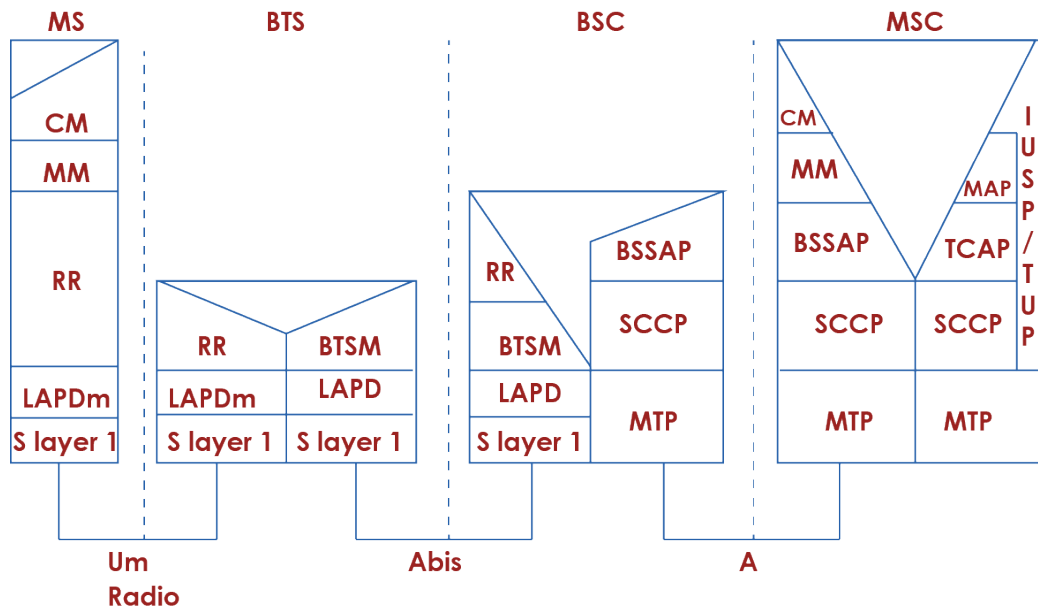 MS
BTS
BSC
MSC
CM
MM
RR
LAPDm
S layer 1
RR
BTSM
LAPDm
LAPD
S layer 1
S layer 1
RR
BTSM
LAPD
S layer 1
BSSAP
SCCP
MTP
CM
MM
BSSAP
SCCP
MTP
MAP
TCAP
SCCP
MTP
IUSP/TUP
Um
Radio
Abis
A